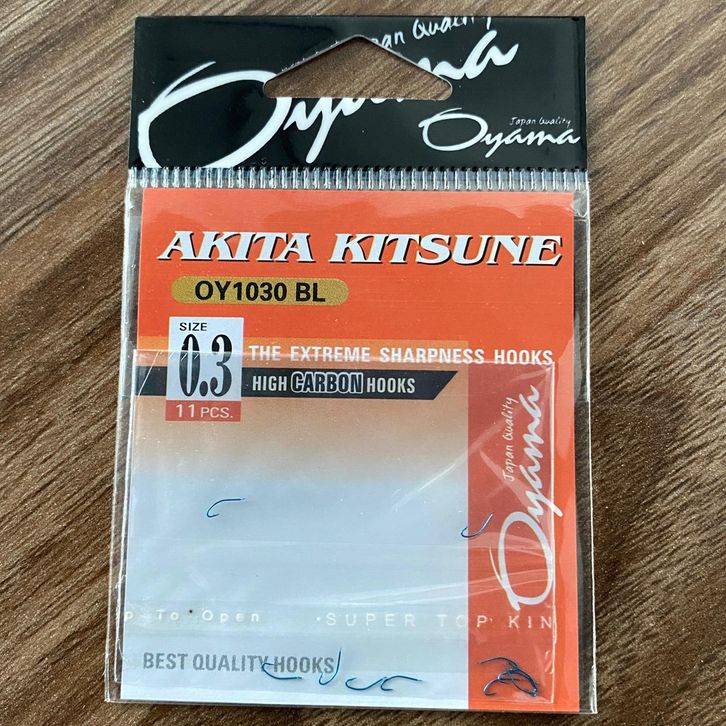 Japan Quality
Oyama
Japan Quality
Oyama
AKITA KITSUNE
OY1030 BL
SIZE
0.3
11 PCS.
THE EXTREME SHARPNESS HOOKS
HIGH CARBON HOOKS
Japan Quality
Oyama
p To Open
·SUPER TOP KIN
BEST QUALITY HOOKS